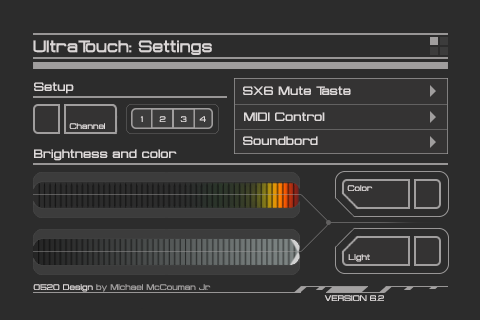 UltraTouch: Settings
Setup
Channel
1 2 3 4
SX6 Mute Taste
MIDI Control
Soundbord
Brightness and color
Color
Light
0620 Design by Michael McCouman Jr
VERSION 6.2